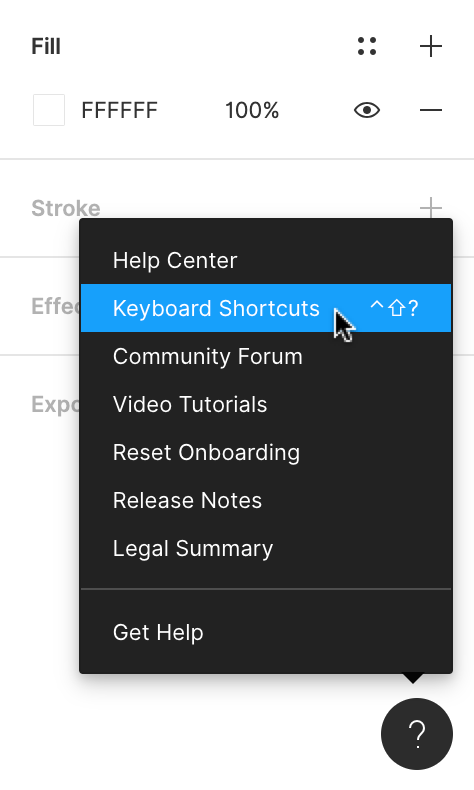 Fill
FFFFFF 100%
Stroke
Help Center
Effec
Keyboard Shortcuts ^⇧?
Community Forum
Expo
Video Tutorials
Reset Onboarding
Release Notes
Legal Summary
Get Help
?